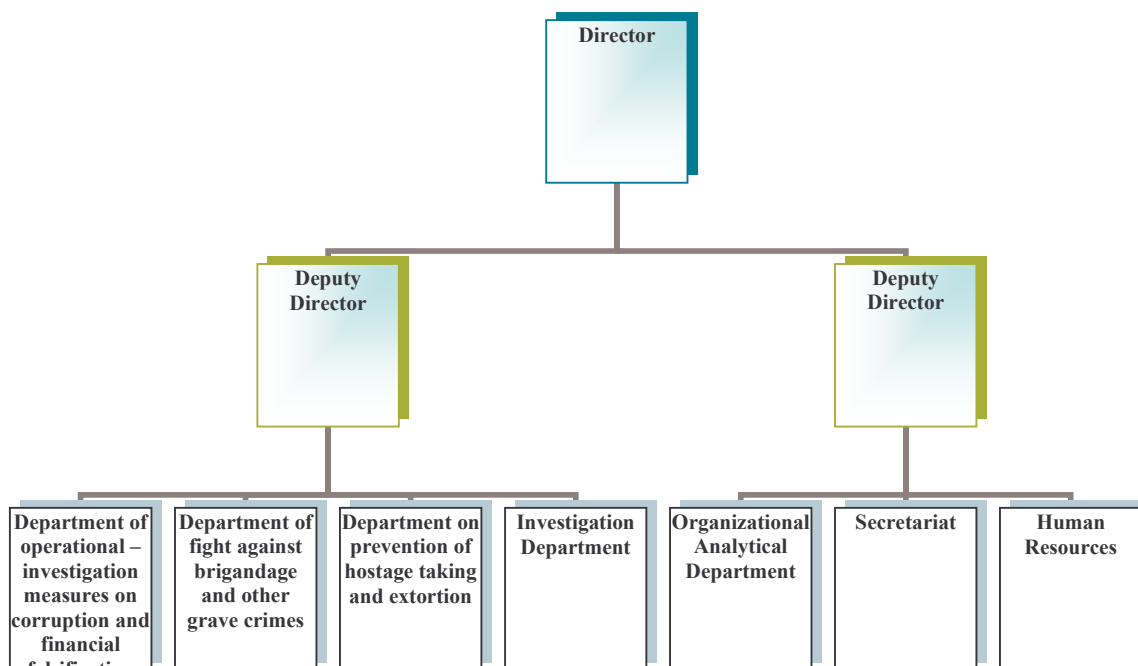 Director
Deputy
Director
Deputy
Director
Department of
operational –
investigation
measures on
corruption and
financial
Department of
fight against
brigandage
and other
grave crimes
Department on
prevention of
hostage taking
and extortion
Investigation
Department
Organizational
Analytical
Department
Secretariat
Human
Resources